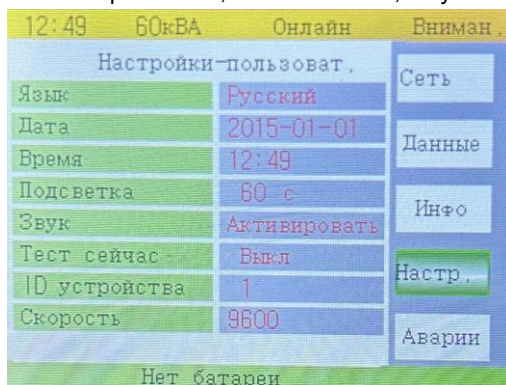 12:49 60кВА Онлайн Вниман.
Настройки-пользоват.
Сеть
Язык Русский
Дата 2015-01-01
Данные
Время 12:49
Подсветка 60 с
Инфо
Звук Активировать
Тест сейчас Выкл
Настр.
ID устройства 1
Скорость 9600
Аварии
Нет батареи